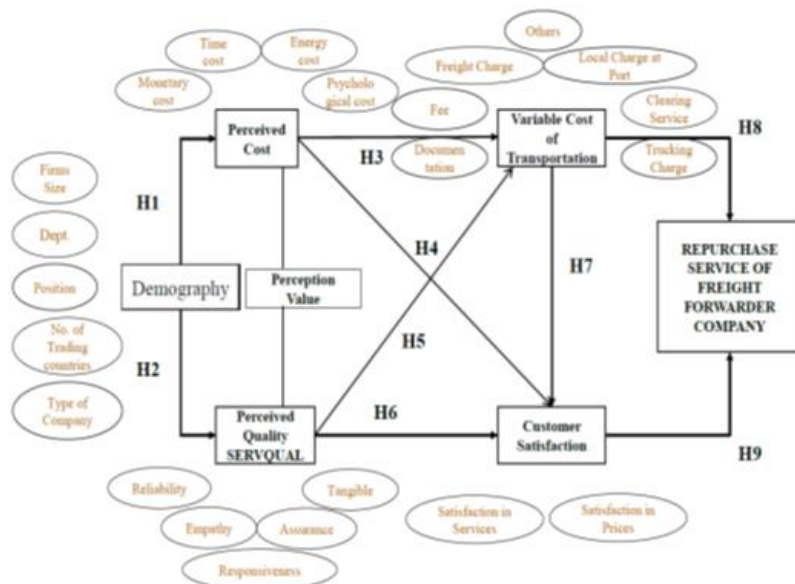 Others
Time
cost
Energy
cost
Freight Charge
Local Charge at
Port
Monetary
cost
Psycholo
gical cost
Fee
Clearing
Service
Perceived
Cost
Variable Cost
of
Transportation
H8
H3
Documen
tation
Trucking
Charge
Firms
Size
H1
Dept.
H4
H7
REPURCHASE
SERVICE OF
FREIGHT
FORWARDER
COMPANY
Position
Demography
Perception
Value
No. of
Trading
countries
H5
H2
Type of
Company
H6
Perceived
Quality
SERVQUAL
Customer
Satisfaction
H9
Reliability
Tangible
Empathy
Assurance
Satisfaction in
Services
Satisfaction in
Prices
Responsiveness